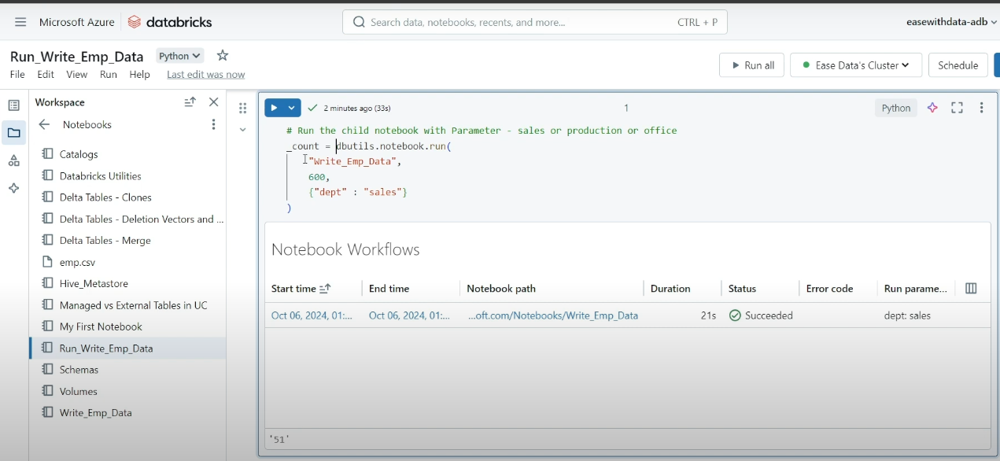 Microsoft Azure databricks
Search data, notebooks, recents, and more... CTRL + P
easewithdata-adb
Run_Write_Emp_Data Python
File Edit View Run Help Last edit was now
Run all
Ease Data's Cluster
Schedule
Workspace
Notebooks
Catalogs
Databricks Utilities
Delta Tables - Clones
Delta Tables - Deletion Vectors and ...
Delta Tables - Merge
emp.csv
Hive_Metastore
Managed vs External Tables in UC
My First Notebook
Run_Write_Emp_Data
Schemas
Volumes
Write_Emp_Data
2 minutes ago (33s) 1 Python
# Run the child notebook with Parameter - sales or production or office
_count = dbutils.notebook.run(
"Write_Emp_Data",
600,
{"dept" : "sales"}
)
Notebook Workflows
Start time End time Notebook path Duration Status Error code Run parame...
Oct 06, 2024, 01:... Oct 06, 2024, 01:... ...oft.com/Notebooks/Write_Emp_Data 21s Succeeded dept: sales
'51'